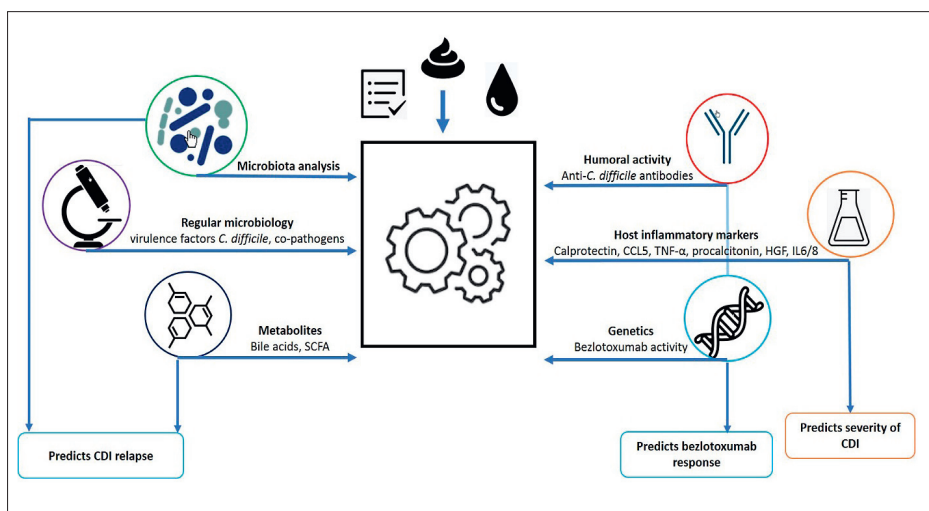 Microbiota analysis
Regular microbiology
virulence factors C. difficile, co-pathogens
Metabolites
Bile acids, SCFA
Predicts CDI relapse
Humoral activity
Anti-C. difficile antibodies
Host inflammatory markers
Calprotectin, CCL5, TNF-α, procalcitonin, HGF, IL6/8
Genetics
Bezlotoxumab activity
Predicts bezlotoxumab
response
Predicts severity of
CDI